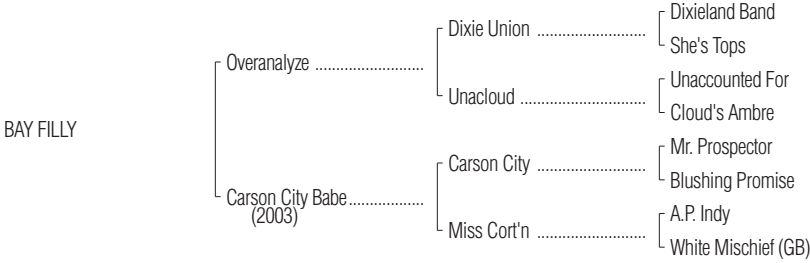 Dixieland Band
Dixie Union ..........................
She's Tops
Overanalyze ..........................
Unaccounted For
Unacloud ..............................
Cloud's Ambre
BAY FILLY
Mr. Prospector
Carson City ..........................
Blushing Promise
Carson City Babe..................
(2003)
A.P. Indy
Miss Cort'n ..........................
White Mischief (GB)